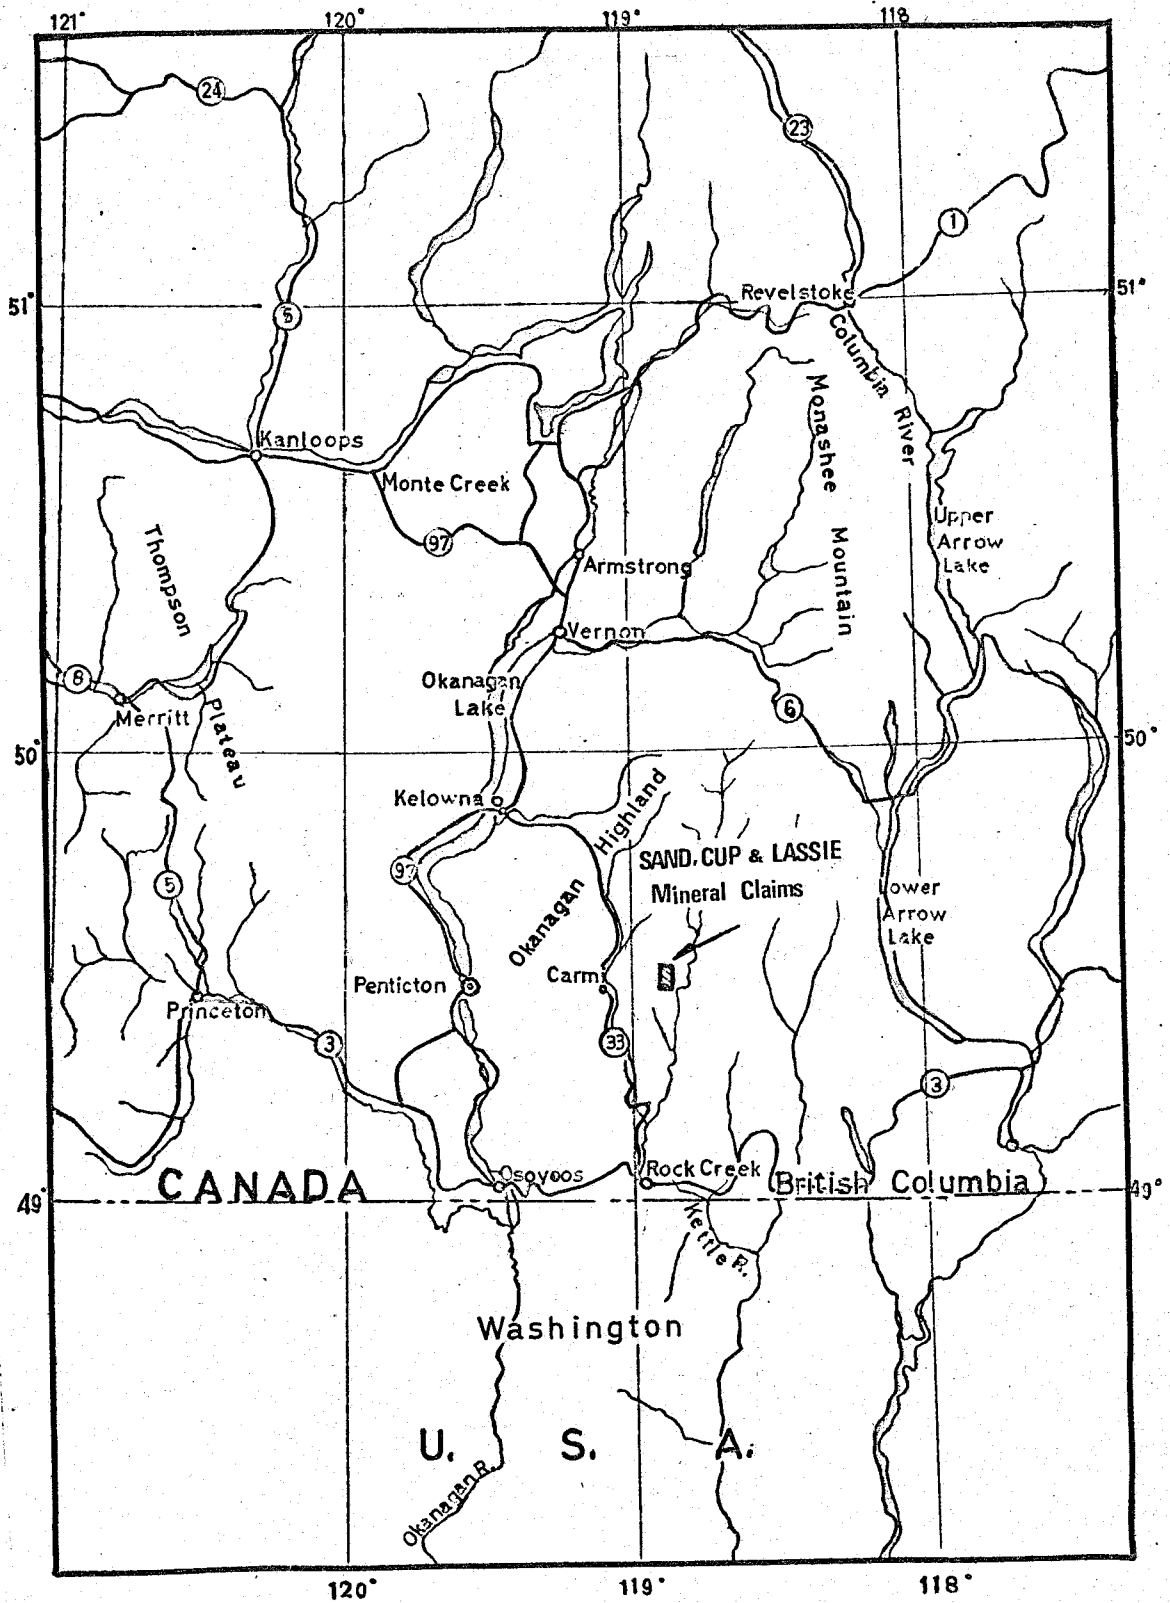 121° 120° 119° 118
24
23
1
51° 51°
Revelstoke
5
Columbia River
Monashee Mountain
Kanloops
Monte Creek
97
Upper
Arrow
Lake
Thompson Plateau
Armstrong
Vernon
8
Merritt
Okanagan
Lake
6
50° 50°
Kelowna
Okanagan Highland
SAND, CUP & LASSIE
Mineral Claims
97
5
Lower
Arrow
Lake
Carmi
Penticton
Princeton
3
33
3
Osoyoos
Rock Creek
CANADA
British Columbia
49° 49°
Kettle R.
Washington
U. S. A.
Okanagan R.
120° 119° 118°